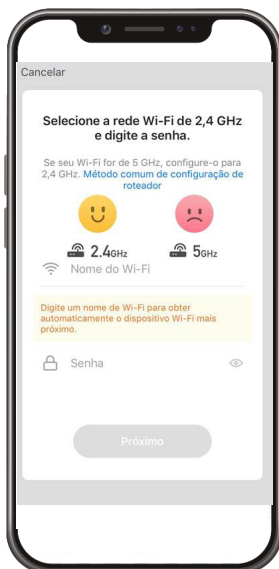 Cancelar
Selecione a rede Wi-Fi de 2,4 GHz
e digite a senha.
Se seu Wi-Fi for de 5 GHz, configure-o para
2,4 GHz. Método comum de configuração de
roteador
2.4GHz 5GHz
Nome do Wi-Fi
Digite um nome de Wi-Fi para obter
automaticamente o dispositivo Wi-Fi mais
próximo.
Senha
Próximo